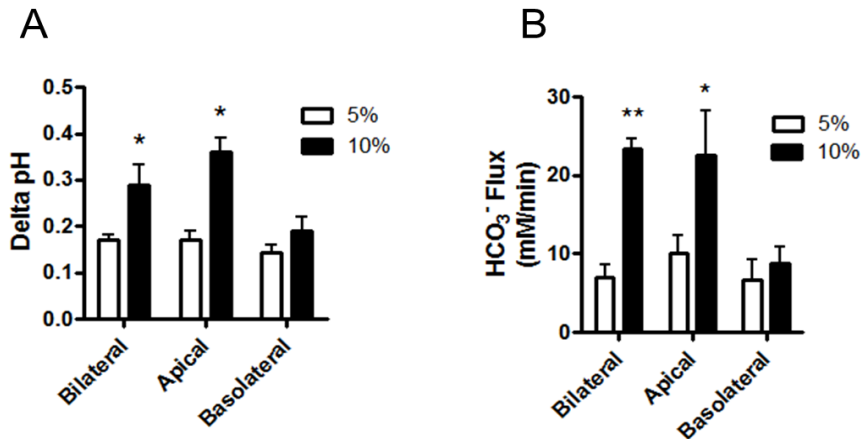 A
Delta pH
0.5
0.4
0.3
0.2
0.1
0.0
*
*
5%
10%
Bilateral
Apical
Basolateral
B
HCO₃⁻ Flux
(mM/min)
30
20
10
0
**
*
5%
10%
Bilateral
Apical
Basolateral